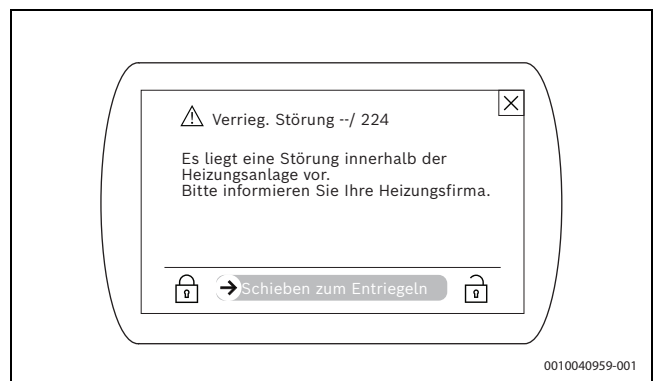 Verrieg. Störung --/ 224
Es liegt eine Störung innerhalb der
Heizungsanlage vor.
Bitte informieren Sie Ihre Heizungsfirma.
Schieben zum Entriegeln
0010040959-001